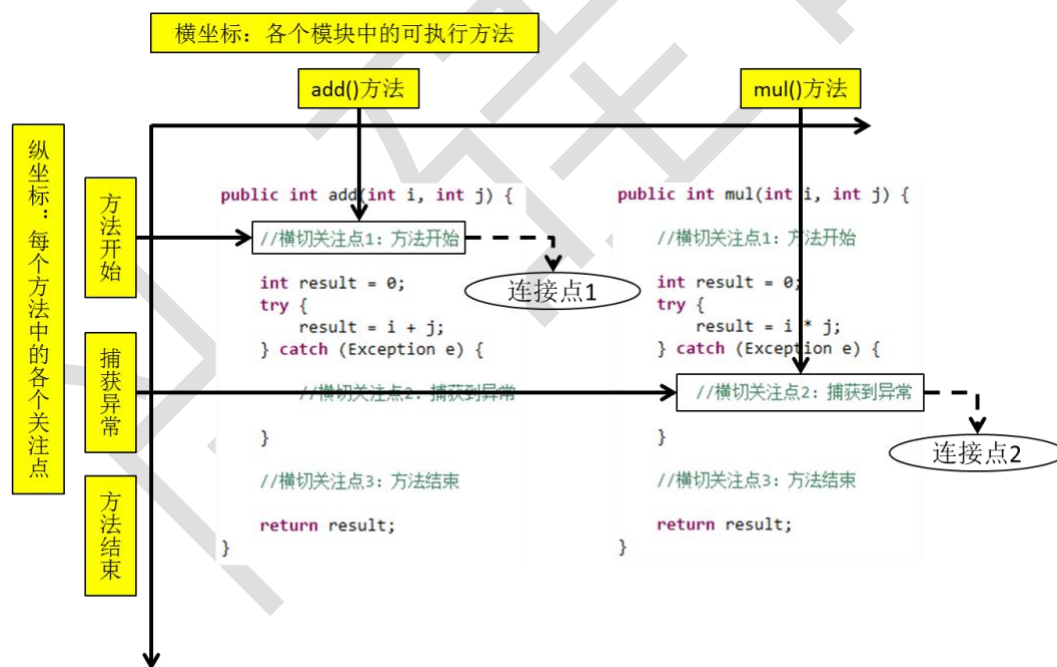 横坐标：各个模块中的可执行方法
add()方法
mul()方法
纵坐标：每个方法中的各个关注点
方法开始
捕获异常
方法结束
public int add(int i, int j) {
//横切关注点1：方法开始
int result = 0;
try {
result = i + j;
} catch (Exception e) {
//横切关注点2：捕获到异常
}
//横切关注点3：方法结束
return result;
}
连接点1
public int mul(int i, int j) {
//横切关注点1：方法开始
int result = 0;
try {
result = i * j;
} catch (Exception e) {
//横切关注点2：捕获到异常
}
//横切关注点3：方法结束
return result;
}
连接点2